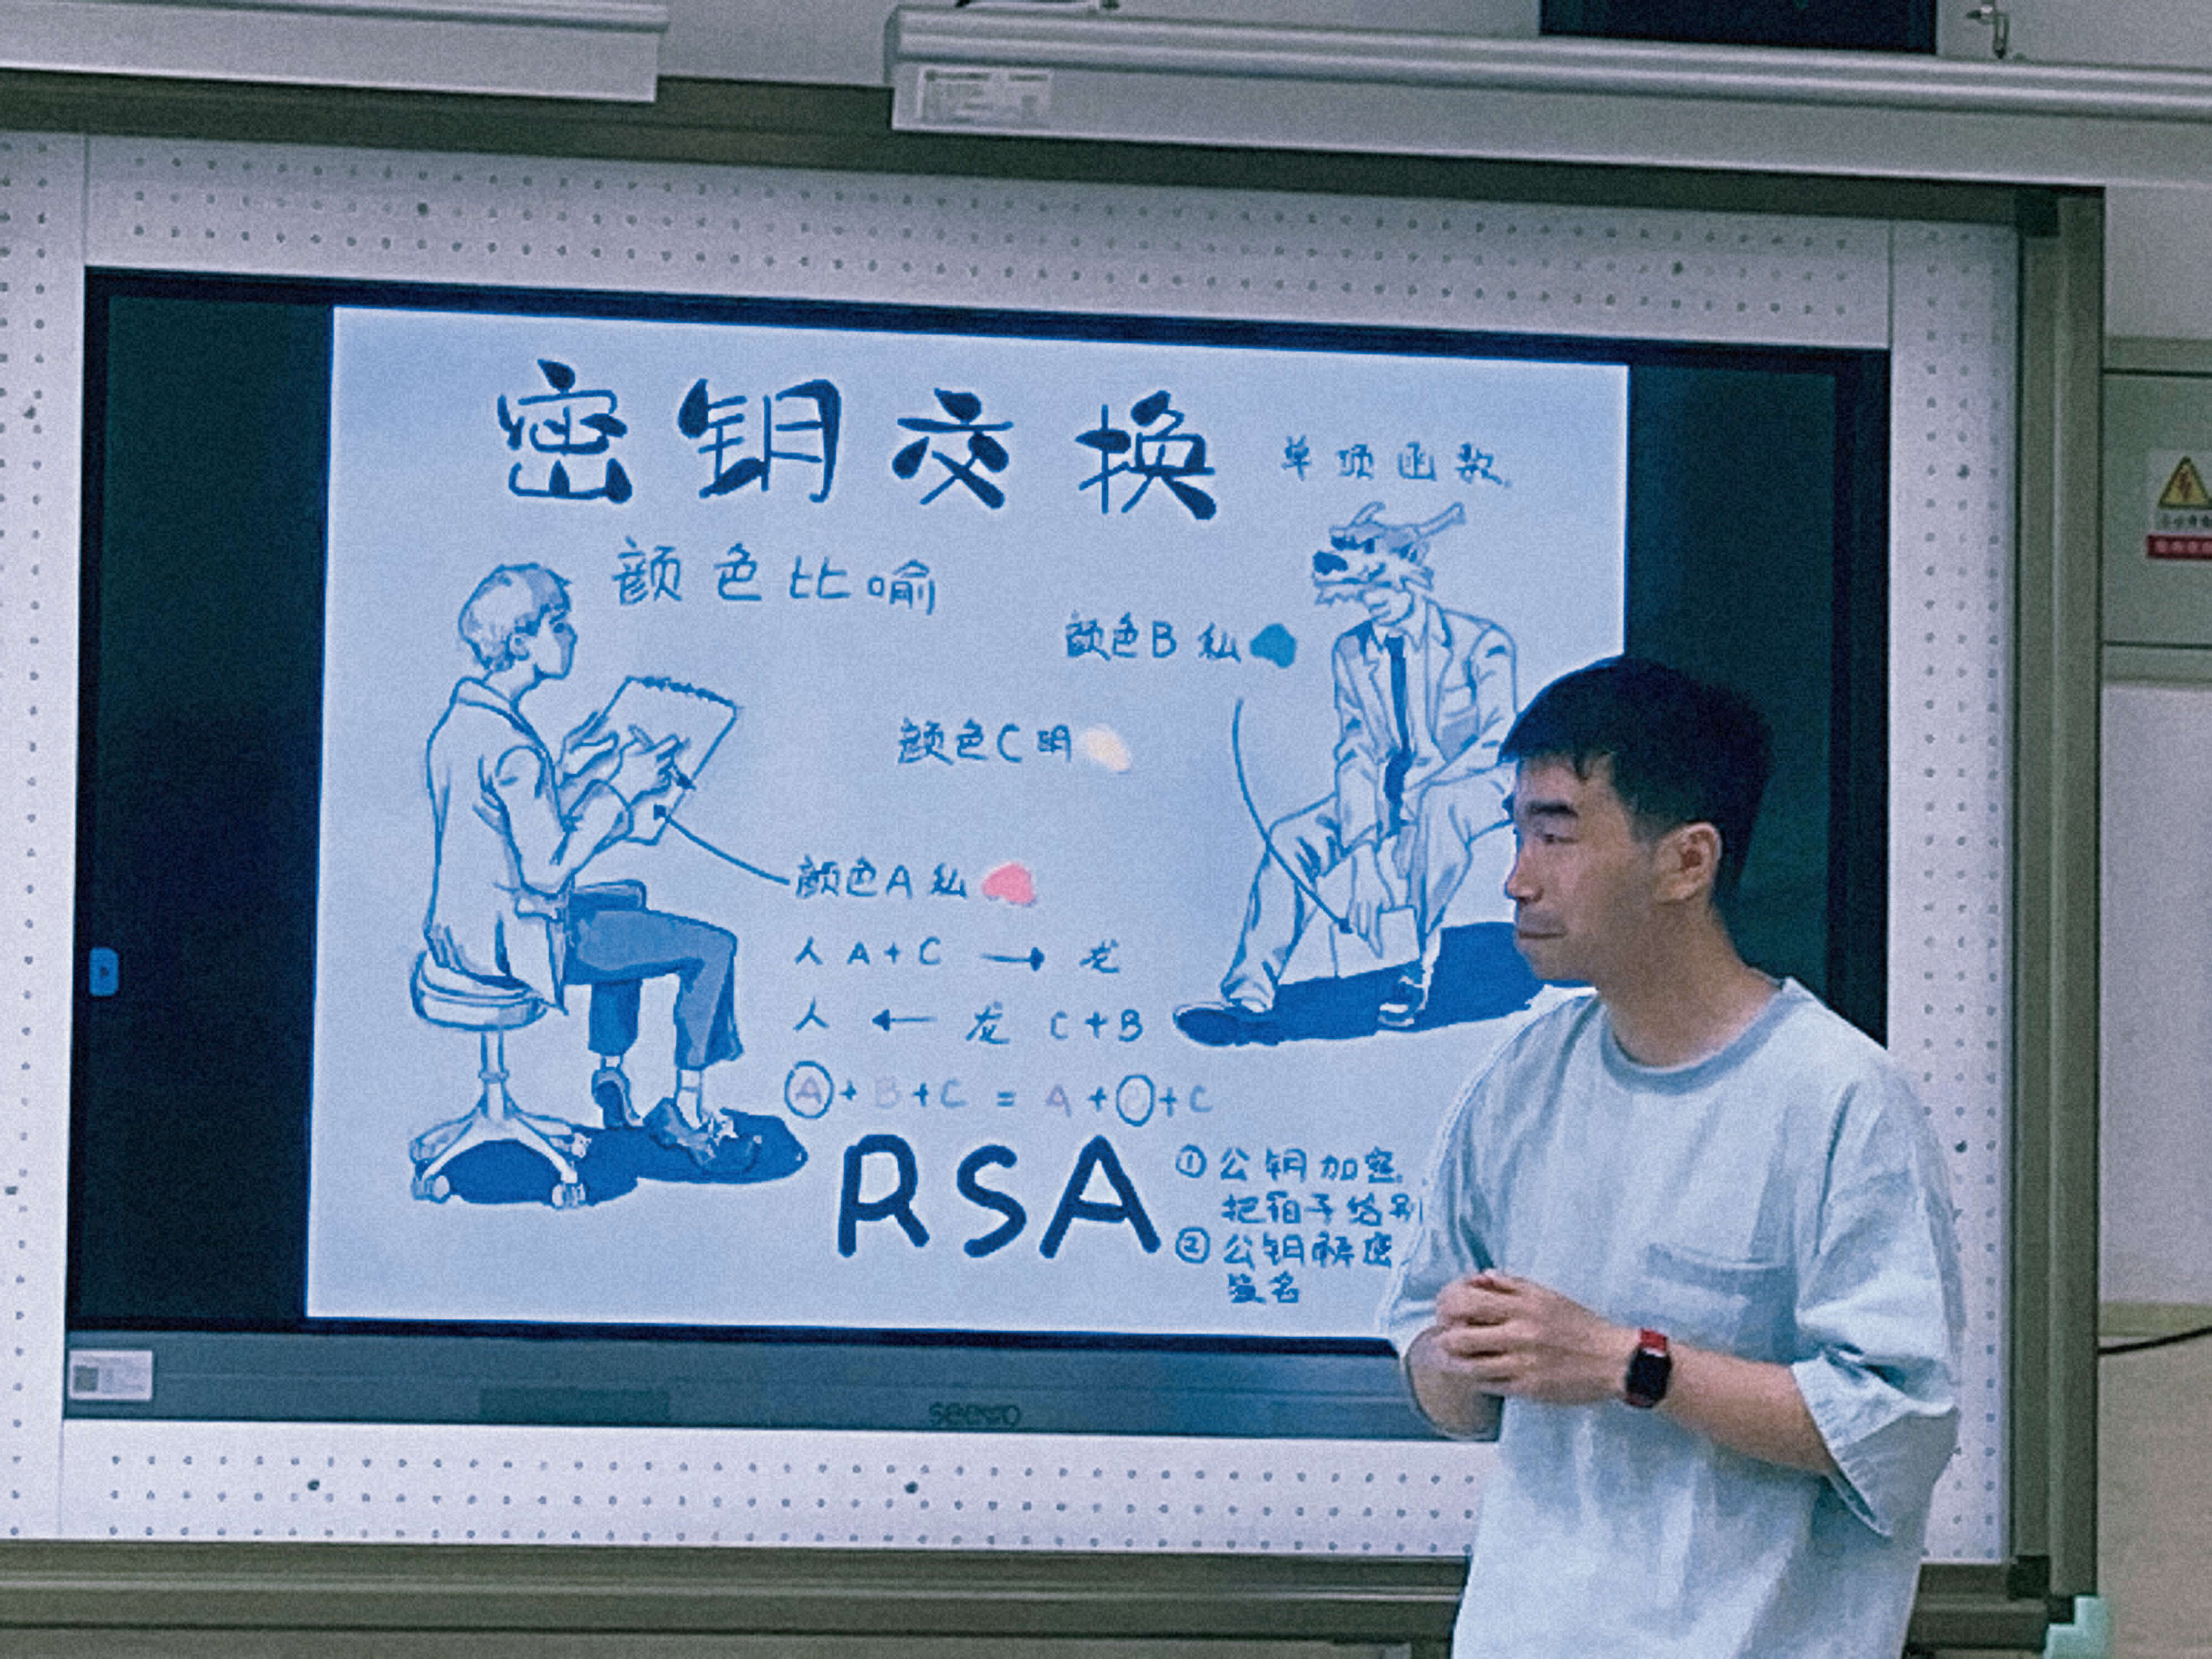 密钥交换
单项函数
颜色比喻
颜色B 私
颜色C 明
颜色A 私
人 A+C → 龙
人 ← 龙 C+B
A+B+C = A+ +C
RSA
① 公钥加密
把箱子给别
② 公钥解密
签名
seewo